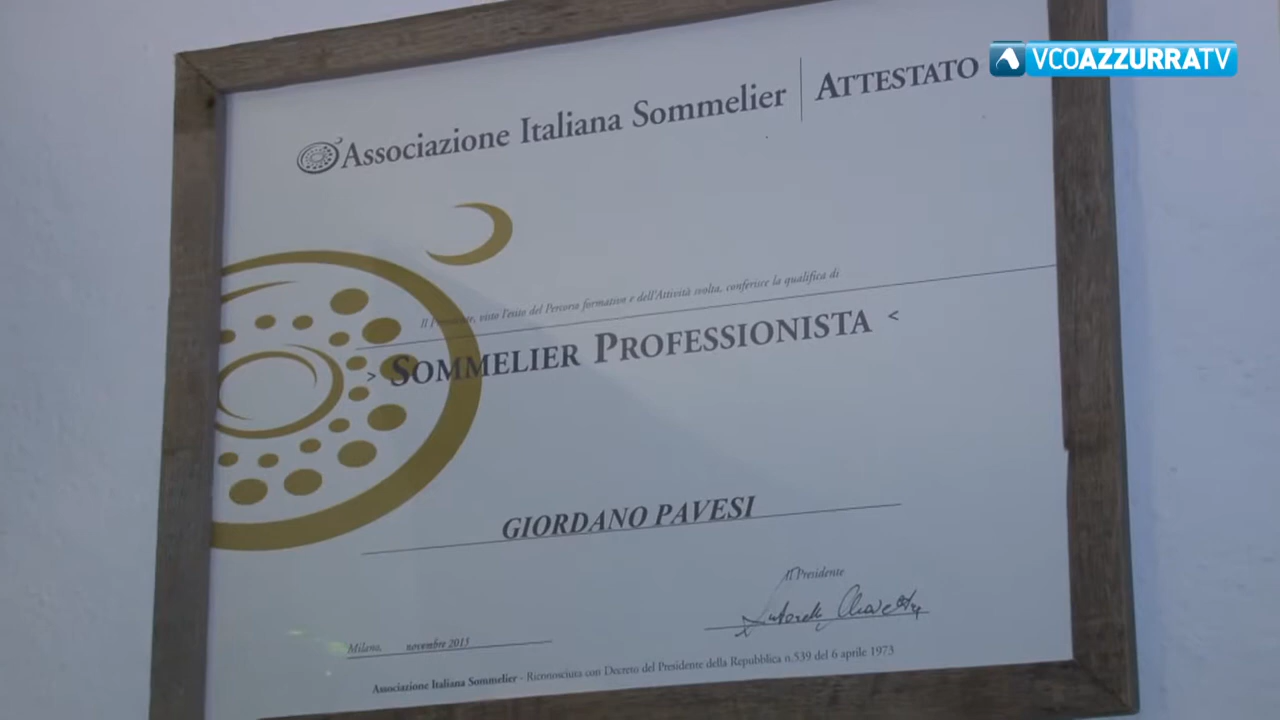 VCOAZZURRATV
Associazione Italiana Sommelier | ATTESTATO
Il Presidente, visto l'esito del Percorso formativo e dell'Attività svolta, conferisce la qualifica di
> SOMMELIER PROFESSIONISTA <
GIORDANO PAVESI
Il Presidente
Milano, novembre 2015
Associazione Italiana Sommelier - Riconosciuta con Decreto del Presidente della Repubblica n.539 del 6 aprile 1973